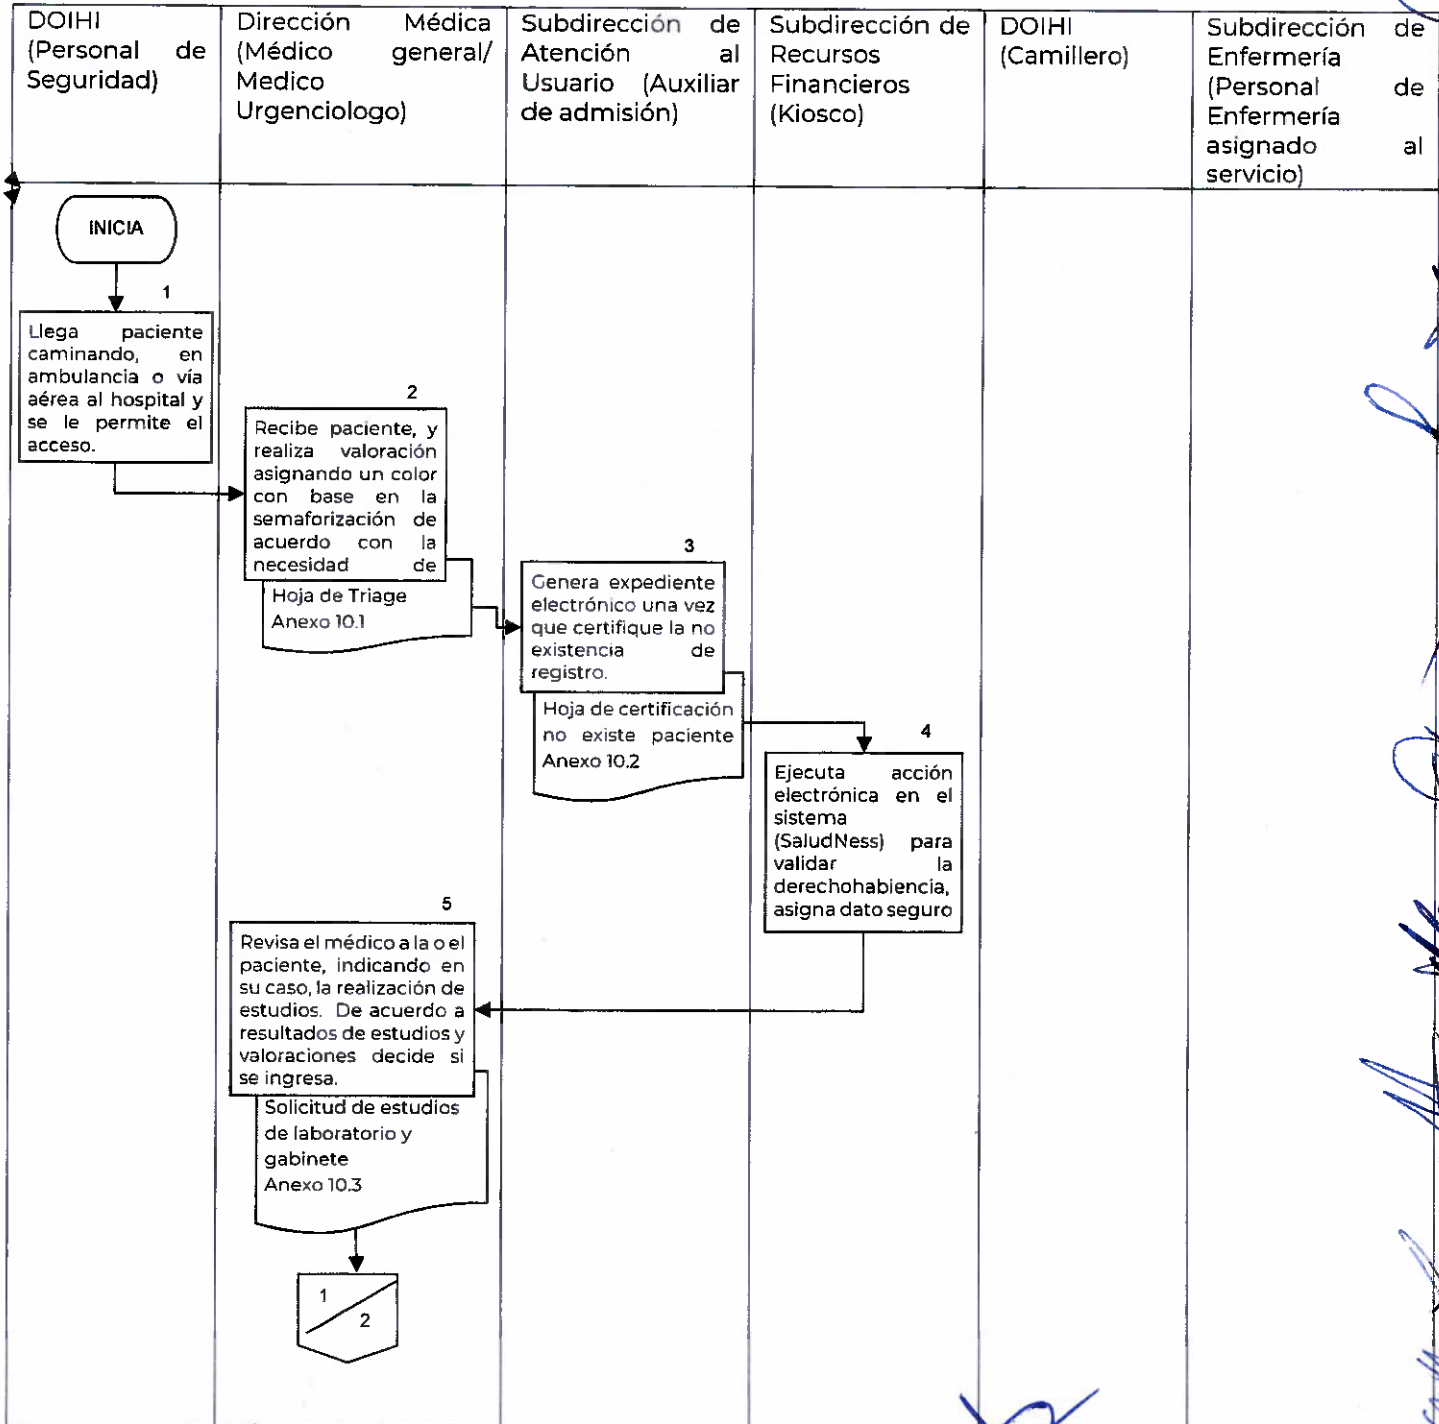 DOIHI
(Personal de
Seguridad)
Dirección Médica
(Médico general/
Medico
Urgenciologo)
Subdirección de
Atención al
Usuario (Auxiliar
de admisión)
Subdirección de
Recursos
Financieros
(Kiosco)
DOIHI
(Camillero)
Subdirección de
Enfermería
(Personal de
Enfermería
asignado al
servicio)
INICIA
1
Llega paciente
caminando, en
ambulancia o vía
aérea al hospital y
se le permite el
acceso.
2
Recibe paciente, y
realiza valoración
asignando un color
con base en la
semaforización de
acuerdo con la
necesidad de
Hoja de Triage
Anexo 10.1
3
Genera expediente
electrónico una vez
que certifique la no
existencia de
registro.
Hoja de certificación
no existe paciente
Anexo 10.2
4
Ejecuta acción
electrónica en el
sistema
(SaludNess) para
validar la
derechohabiencia,
asigna dato seguro
5
Revisa el médico a la o el
paciente, indicando en
su caso, la realización de
estudios. De acuerdo a
resultados de estudios y
valoraciones decide si
se ingresa.
Solicitud de estudios
de laboratorio y
gabinete
Anexo 10.3
1
2